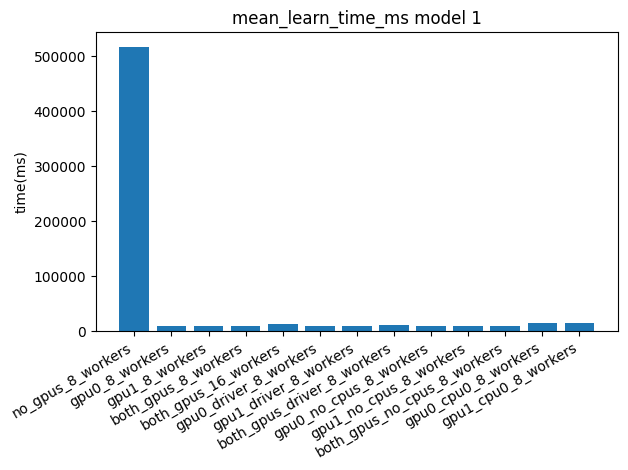 mean_learn_time_ms model 1
time(ms)
500000
400000
300000
200000
100000
0
no_gpus_8_workers
gpu0_8_workers
gpu1_8_workers
both_gpus_8_workers
both_gpus_16_workers
gpu0_driver_8_workers
gpu1_driver_8_workers
both_gpus_driver_8_workers
gpu0_no_cpus_8_workers
gpu1_no_cpus_8_workers
both_gpus_no_cpus_8_workers
gpu0_cpu0_8_workers
gpu1_cpu0_8_workers